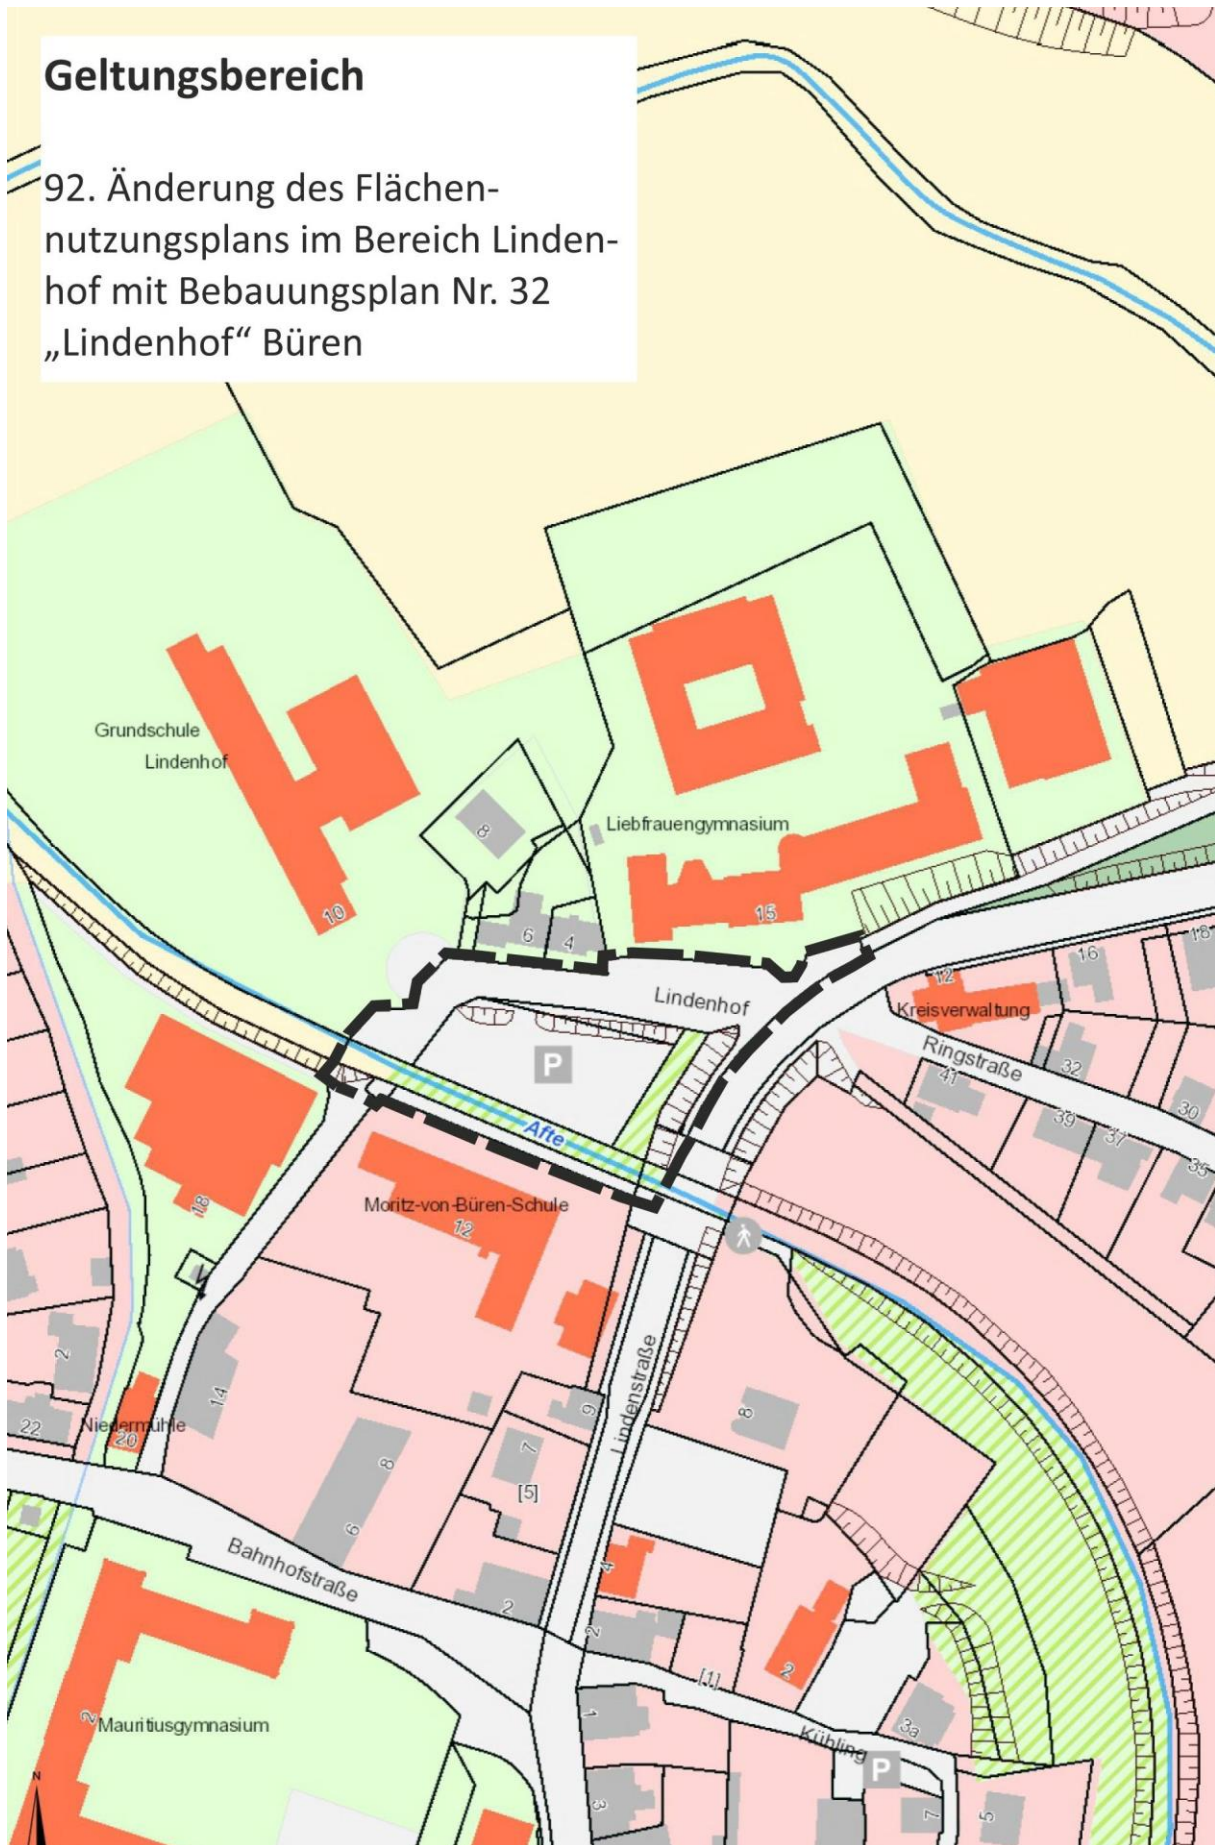 Geltungsbereich
92. Änderung des Flächen-
nutzungsplans im Bereich Linden-
hof mit Bebauungsplan Nr. 32
„Lindenhof“ Büren
Grundschule
Lindenhof
10
8
6
4
Liebfrauengymnasium
15
Lindenhof
P
Afte
12
Kreisverwaltung
16
18
Ringstraße
41
32
39
37
30
35
18
Moritz-von-Büren-Schule
12
2
22
Niedermühle
20
14
8
6
9
7
[5]
Lindenstraße
8
Bahnhofstraße
2
4
2
2
[1]
Mauritiusgymnasium
2
1
3
Kühling
3a
P
7
5
N